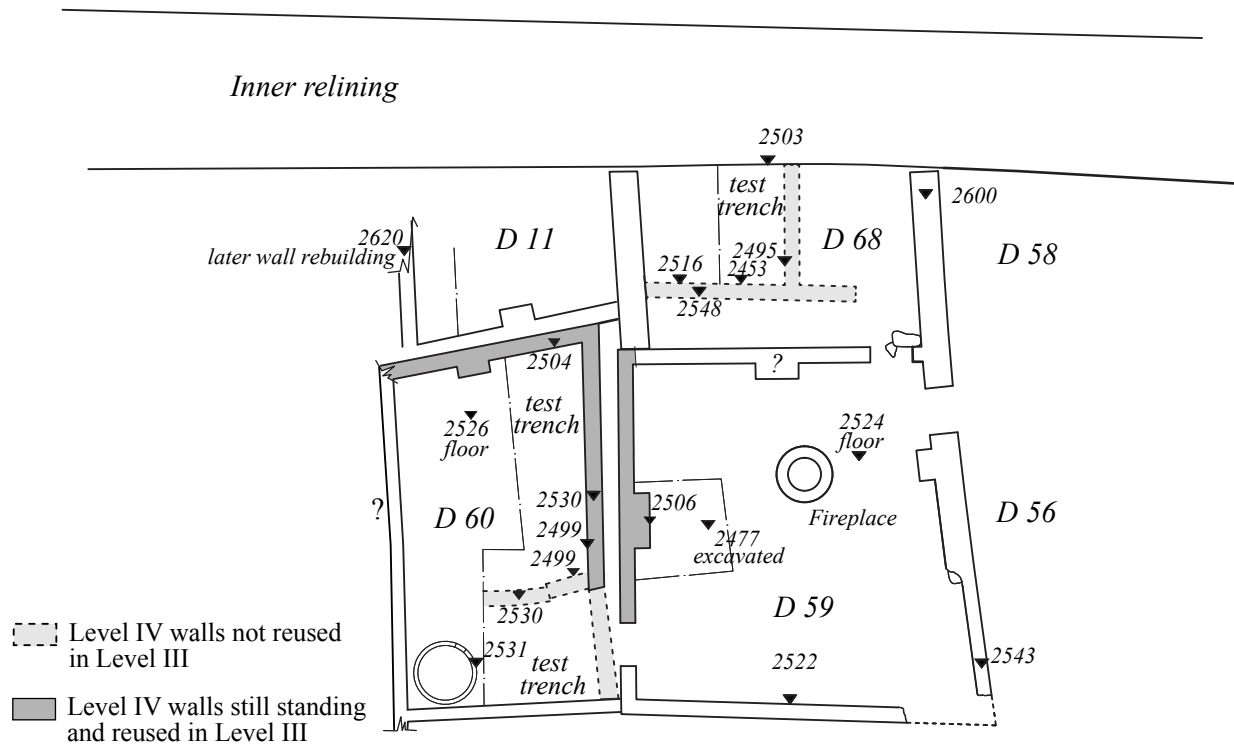 Inner relining
2503
test
trench
2600
2620
later wall rebuilding
D 11
D 68
D 58
2495
2516
2453
2548
2504
?
test
trench
2526
floor
2524
floor
?
D 60
2530
2506
Fireplace
D 56
2499
2477
excavated
2499
2530
D 59
Level IV walls not reused
in Level III
2531
test
trench
2522
2543
Level IV walls still standing
and reused in Level III